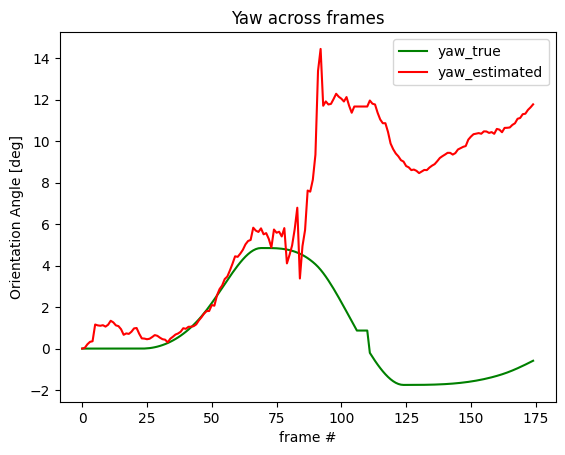 Yaw across frames
yaw_true
yaw_estimated
Orientation Angle [deg]
14
12
10
8
6
4
2
0
−2
0 25 50 75 100 125 150 175
frame #